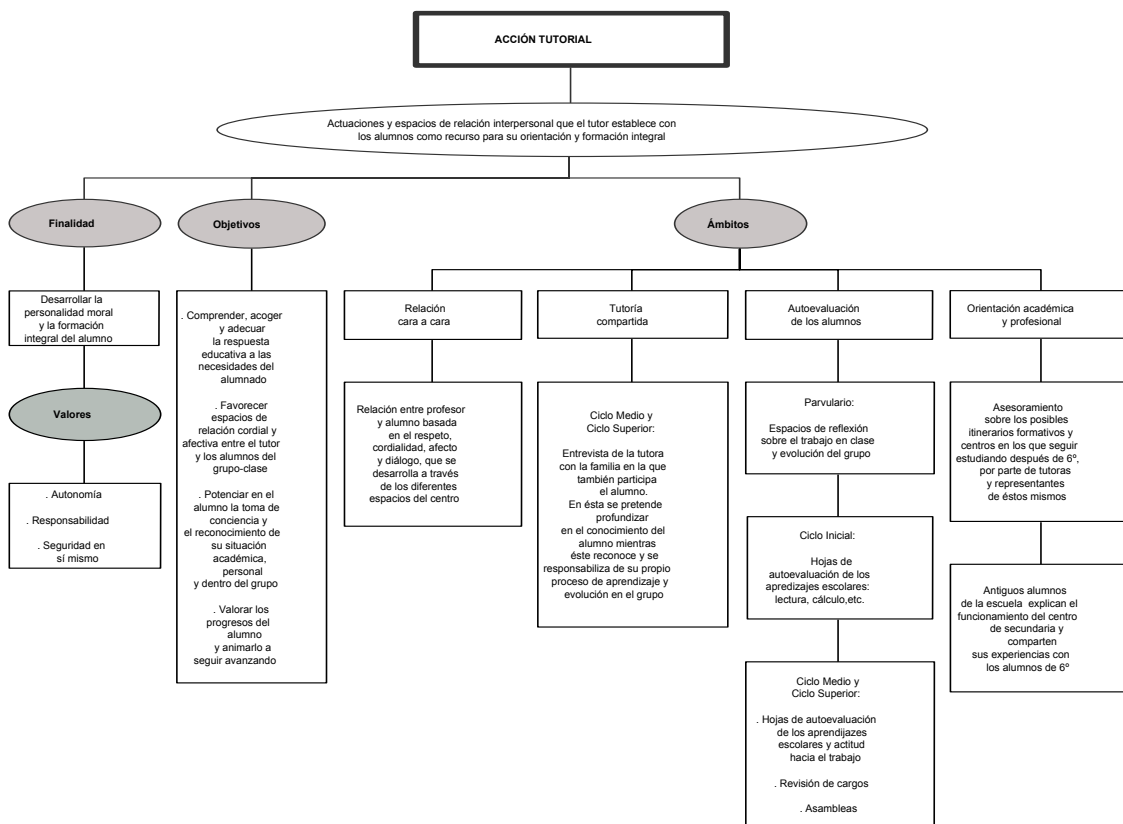 ACCIÓN TUTORIAL
Actuaciones y espacios de relación interpersonal que el tutor establece con
los alumnos como recurso para su orientación y formación integral
Finalidad
Objetivos
Ámbitos
Desarrollar la
personalidad moral
y la formación
integral del alumno
Valores
. Autonomía
. Responsabilidad
. Seguridad en
sí mismo
. Comprender, acoger
y adecuar
la respuesta
educativa a las
necesidades del
alumnado
. Favorecer
espacios de
relación cordial y
afectiva entre el tutor
y los alumnos del
grupo-clase
. Potenciar en el
alumno la toma de
conciencia y
el reconocimiento de
su situación
académica,
personal
y dentro del grupo
. Valorar los
progresos del
alumno
y animarlo a
seguir avanzando
Relación
cara a cara
Relación entre profesor
y alumno basada
en el respeto,
cordialidad, afecto
y diálogo, que se
desarrolla a través
de los diferentes
espacios del centro
Tutoría
compartida
Ciclo Medio y
Ciclo Superior:
Entrevista de la tutora
con la familia en la que
también participa
el alumno.
En ésta se pretende
profundizar
en el conocimiento del
alumno mientras
éste reconoce y se
responsabiliza de su propio
proceso de aprendizaje y
evolución en el grupo
Autoevaluación
de los alumnos
Parvulario:
Espacios de reflexión
sobre el trabajo en clase
y evolución del grupo
Ciclo Inicial:
Hojas de
autoevaluación de los
apredizajes escolares:
lectura, cálculo,etc.
Ciclo Medio y
Ciclo Superior:
. Hojas de autoevaluación
de los aprendijazes
escolares y actitud
hacia el trabajo
. Revisión de cargos
. Asambleas
Orientación académica
y profesional
Asesoramiento
sobre los posibles
itinerarios formativos y
centros en los que seguir
estudiando después de 6º,
por parte de tutoras
y representantes
de éstos mismos
Antiguos alumnos
de la escuela explican el
funcionamiento del centro
de secundaria y
comparten
sus experiencias con
los alumnos de 6º